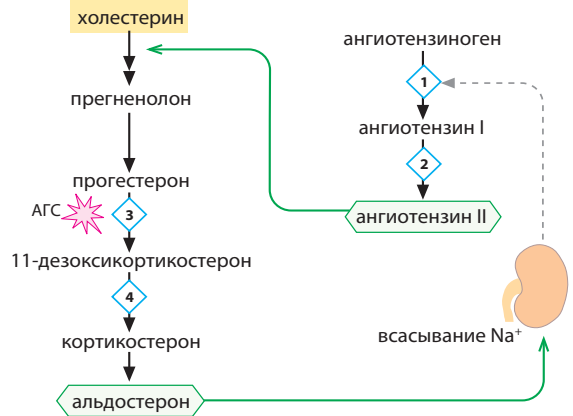 холестерин
прегненолон
прогестерон
АГС
3
11-дезоксикортикостерон
4
кортикостерон
альдостерон
ангиотензиноген
1
ангиотензин I
2
ангиотензин II
всасывание Na⁺